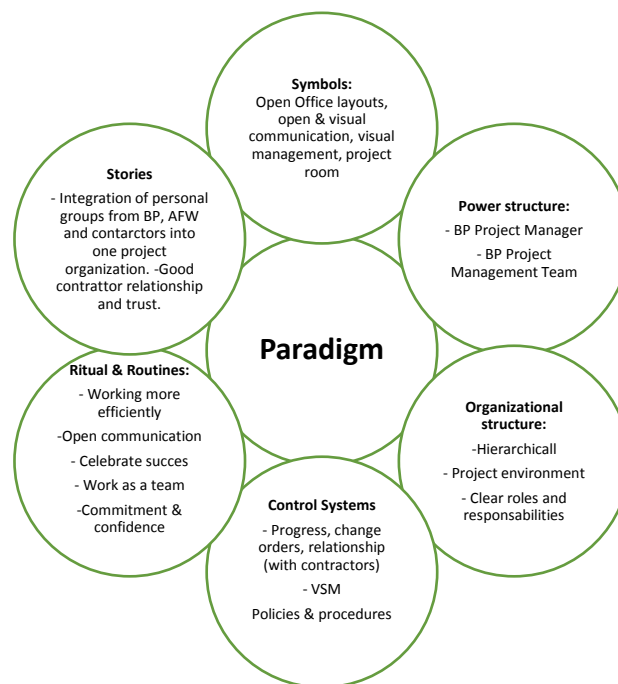 Symbols:
Open Office layouts,
open & visual
communication, visual
management, project
room
Stories
- Integration of personal
groups from BP, AFW
and contarctors into
one project
organization. -Good
contrattor relationship
and trust.
Power structure:
- BP Project Manager
- BP Project
Management Team
Paradigm
Ritual & Routines:
- Working more
efficiently
-Open communication
- Celebrate succes
- Work as a team
-Commitment &
confidence
Organizational
structure:
-Hierarchicall
- Project environment
- Clear roles and
responsabilities
Control Systems
- Progress, change
orders, relationship
(with contractors)
- VSM
Policies & procedures